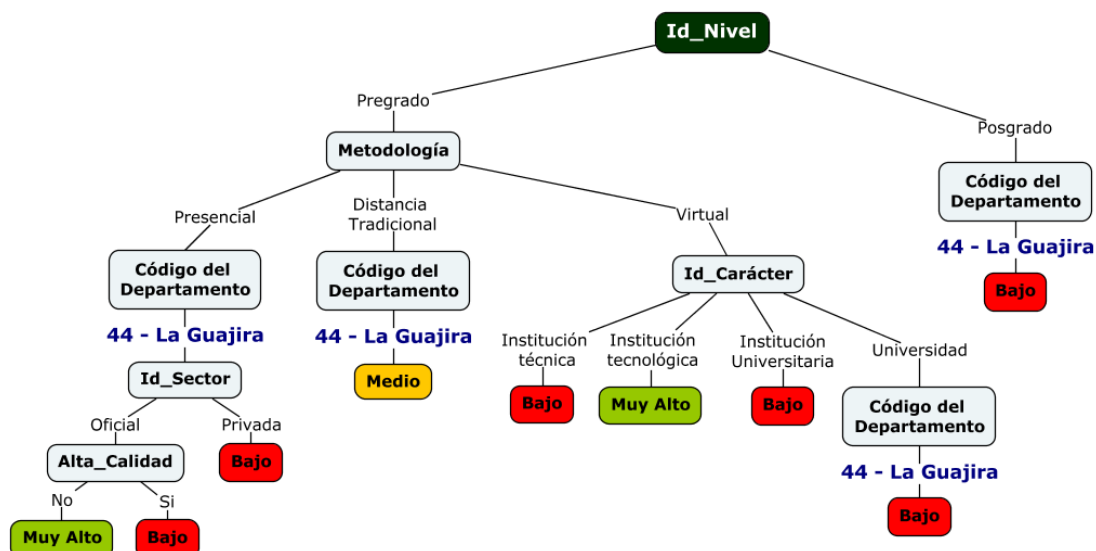 Id_Nivel
Pregrado
Posgrado
Metodología
Código del
Departamento
44 - La Guajira
Bajo
Presencial
Distancia
Tradicional
Virtual
Código del
Departamento
44 - La Guajira
Id_Sector
Oficial
Privada
Alta_Calidad
Bajo
No
Si
Muy Alto
Bajo
Código del
Departamento
44 - La Guajira
Medio
Id_Carácter
Institución
técnica
Institución
tecnológica
Institución
Universitaria
Universidad
Bajo
Muy Alto
Bajo
Código del
Departamento
44 - La Guajira
Bajo